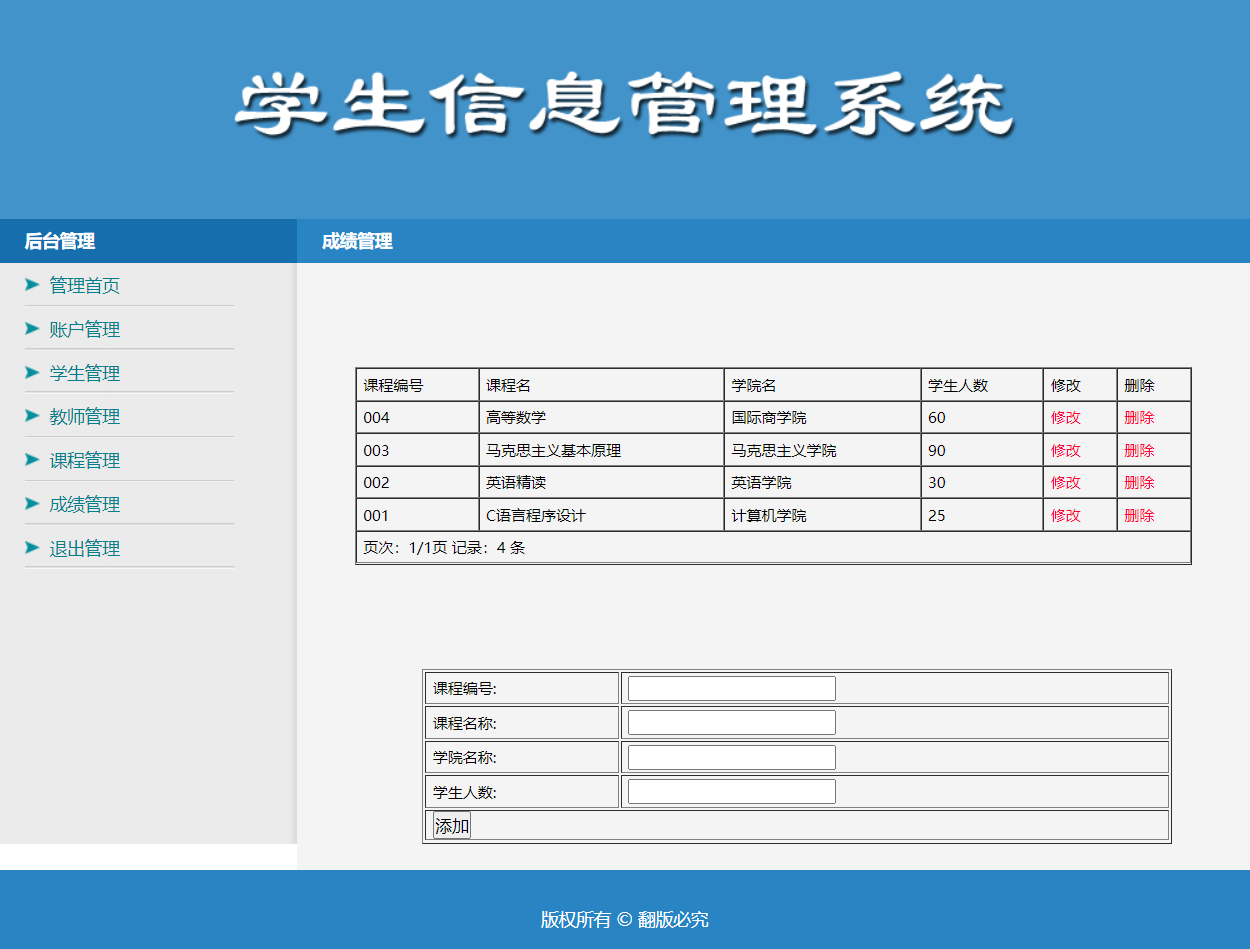 学生信息管理系统
后台管理
成绩管理
管理首页
账户管理
学生管理
教师管理
课程管理
成绩管理
退出管理
课程编号 课程名 学院名 学生人数 修改 删除
004 高等数学 国际商学院 60 修改 删除
003 马克思主义基本原理 马克思主义学院 90 修改 删除
002 英语精读 英语学院 30 修改 删除
001 C语言程序设计 计算机学院 25 修改 删除
页次：1/1页 记录：4 条
课程编号:
课程名称:
学院名称:
学生人数:
添加
版权所有 © 翻版必究